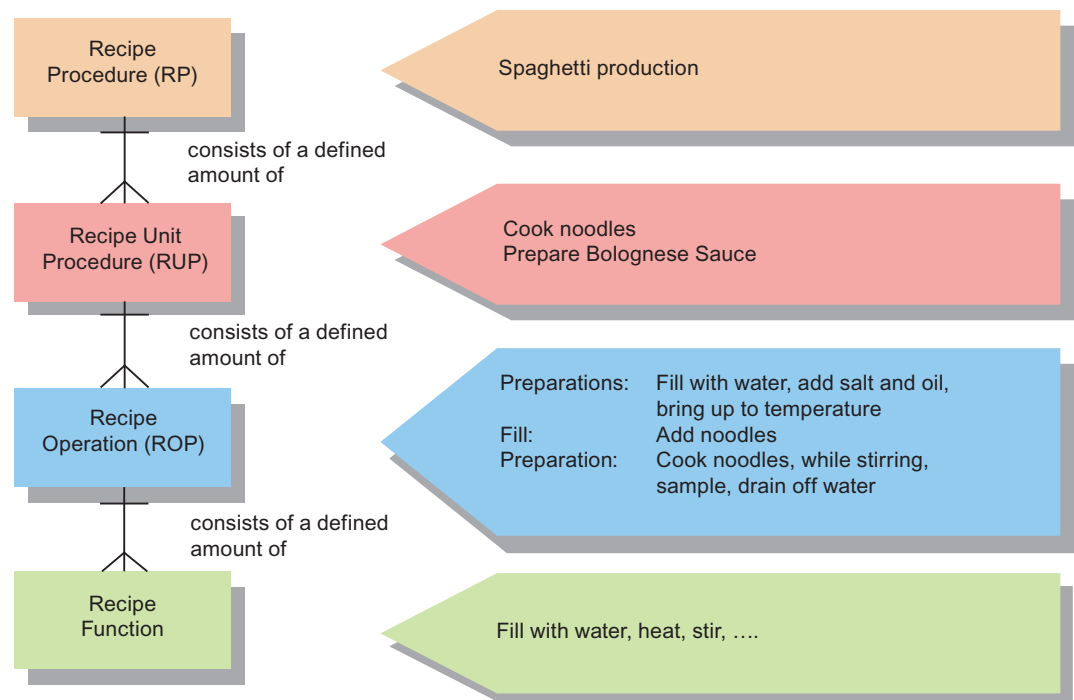 Recipe
Procedure (RP)
Spaghetti production
consists of a defined
amount of
Recipe Unit
Procedure (RUP)
Cook noodles
Prepare Bolognese Sauce
consists of a defined
amount of
Recipe
Operation (ROP)
Preparations: Fill with water, add salt and oil,
bring up to temperature
Fill: Add noodles
Preparation: Cook noodles, while stirring,
sample, drain off water
consists of a defined
amount of
Recipe
Function
Fill with water, heat, stir, ….